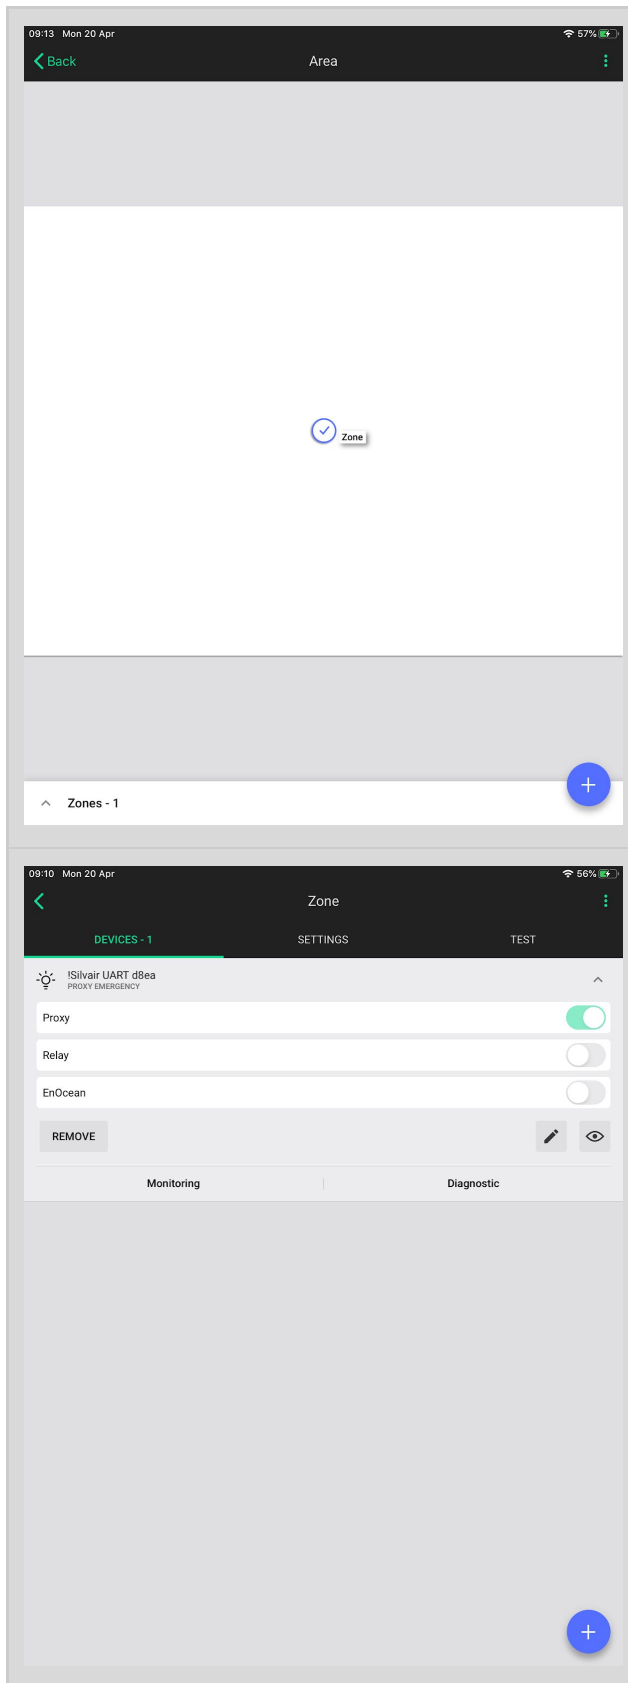 09:13 Mon 20 Apr 57%
Back Area
Zone
Zones - 1
09:10 Mon 20 Apr 56%
Zone
DEVICES - 1 SETTINGS TEST
!Silvair UART d8ea
PROXY EMERGENCY
Proxy
Relay
EnOcean
REMOVE
Monitoring Diagnostic